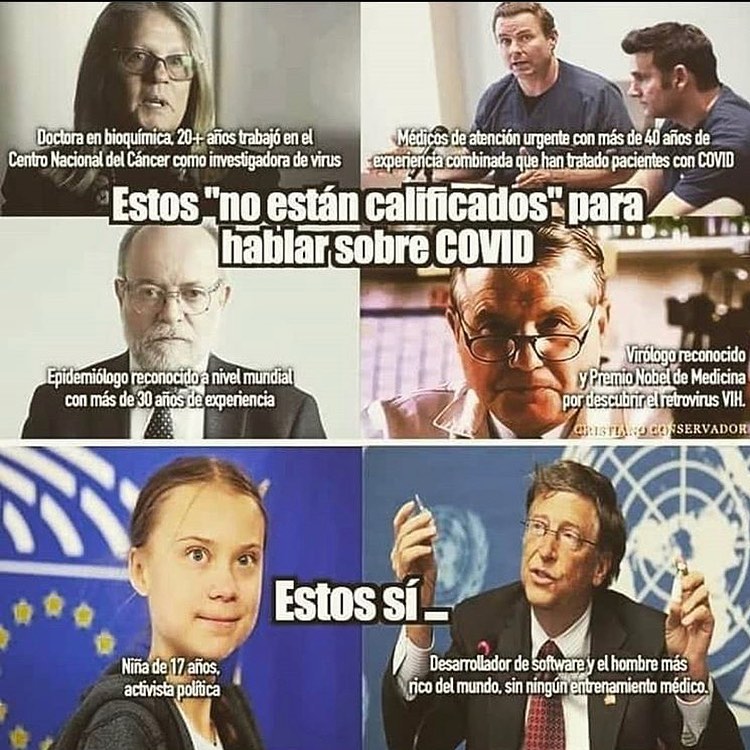 Doctora en bioquímica, 20+ años trabajó en el
Centro Nacional del Cáncer como investigadora de virus
Médicos de atención urgente con más de 40 años de
experiencia combinada que han tratado pacientes con COVID
Estos "no están calificados" para
hablar sobre COVID
Epidemiólogo reconocido a nivel mundial
con más de 30 años de experiencia
Virólogo reconocido
y Premio Nobel de Medicina
por descubrir el retrovirus VIH.
CRISTIANO CONSERVADOR
Estos sí ...
Niña de 17 años,
activista política
Desarrollador de software y el hombre más
rico del mundo, sin ningún entrenamiento médico.